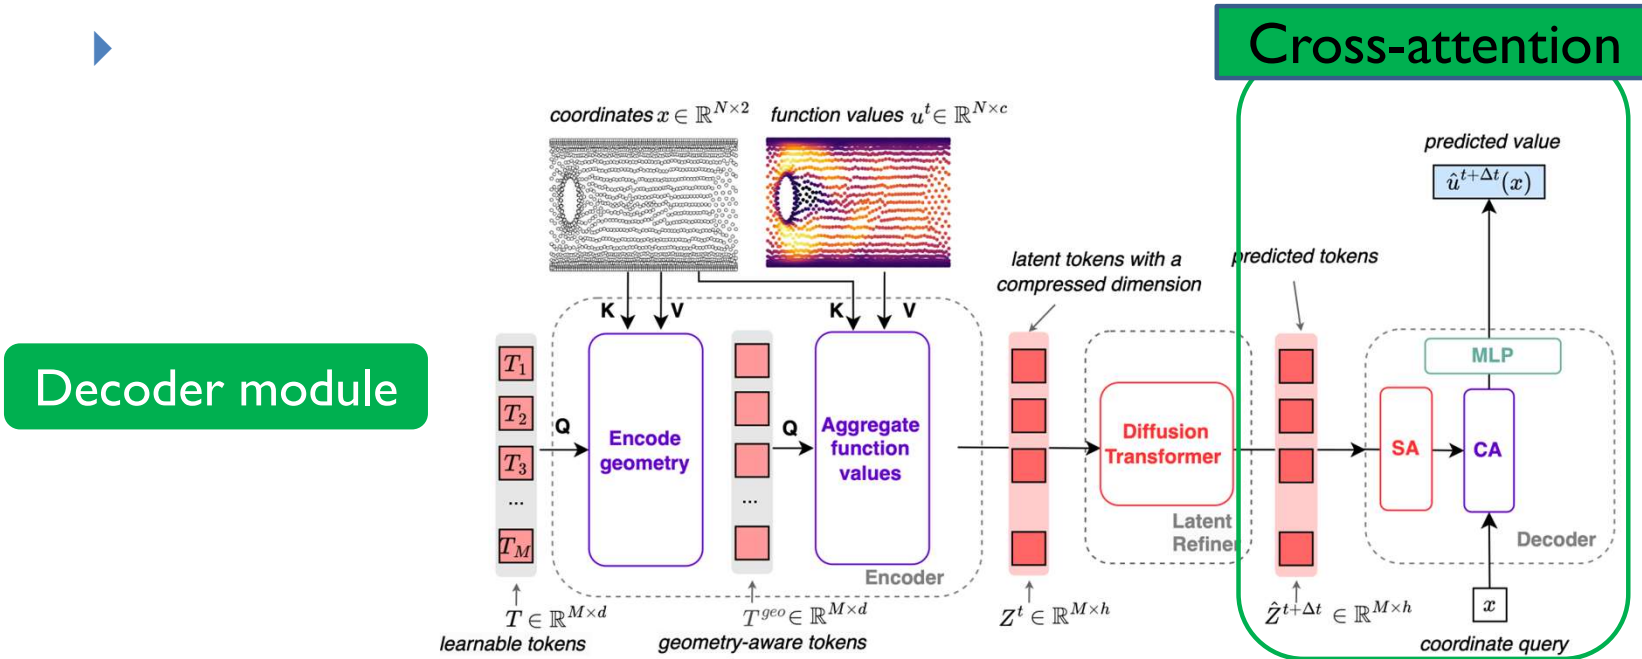 Cross-attention
coordinates x ∈ ℝ^{N×2}
function values u^t ∈ ℝ^{N×c}
predicted value
û^{t+Δt}(x)
latent tokens with a
compressed dimension
predicted tokens
K
V
K
V
Decoder module
T_1
T_2
T_3
...
T_M
Q
Encode
geometry
...
Q
Aggregate
function
values
Encoder
Diffusion
Transformer
Latent
Refiner
MLP
SA
CA
Decoder
x
T ∈ ℝ^{M×d}
learnable tokens
T^{geo} ∈ ℝ^{M×d}
geometry-aware tokens
Z^t ∈ ℝ^{M×h}
Ẑ^{t+Δt} ∈ ℝ^{M×h}
coordinate query